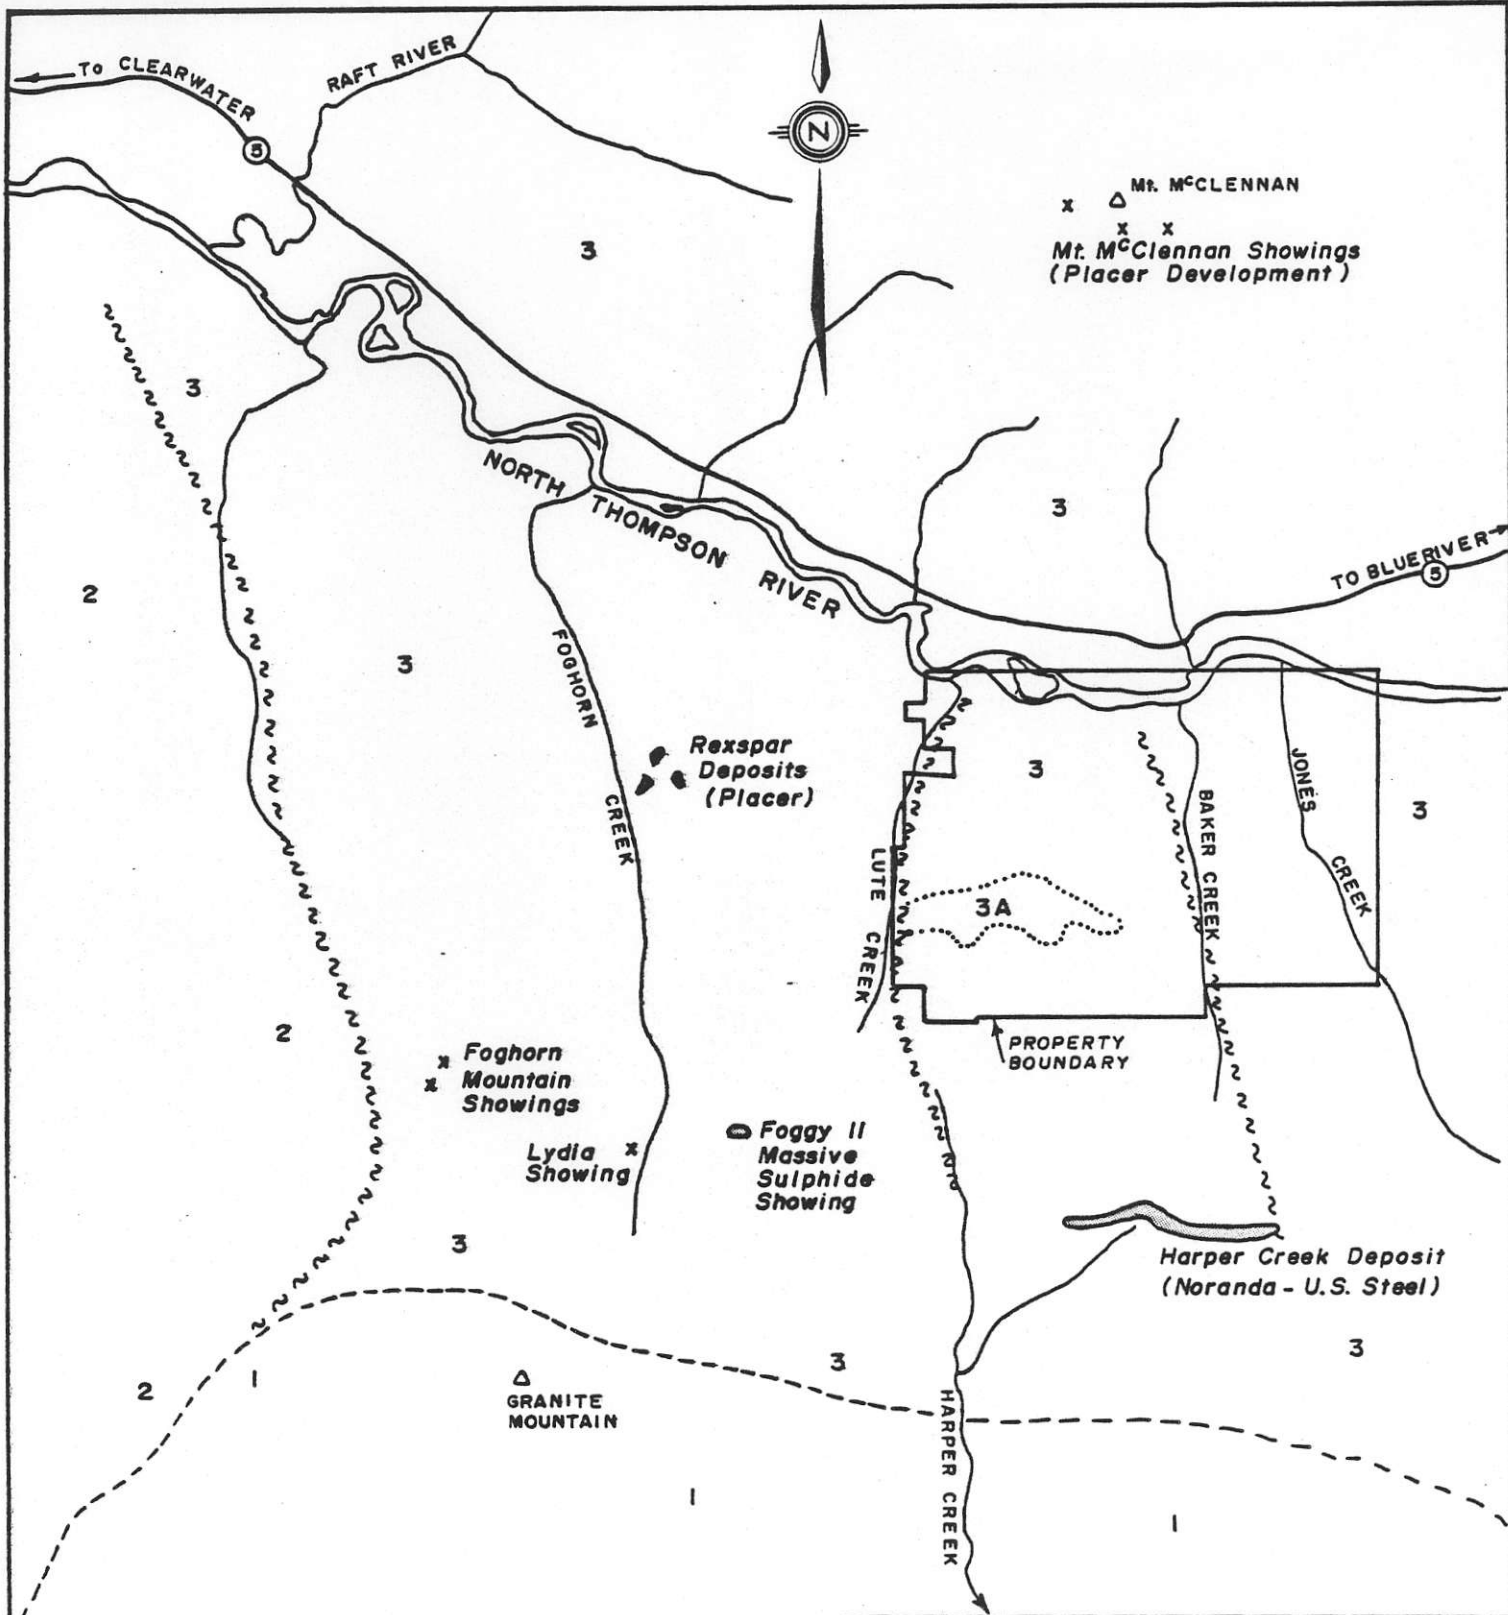 To CLEARWATER
RAFT RIVER
5
N
Mt. McCLENNAN
x
x x
Mt. McClennan Showings
(Placer Development)
3
3
NORTH THOMPSON RIVER
3
2
TO BLUERIVER
5
3
FOGHORN CREEK
Rexspar
Deposits
(Placer)
3
JONES CREEK
3
BAKER CREEK
LUTE CREEK
3A
2
PROPERTY
BOUNDARY
x
x
Foghorn
Mountain
Showings
Lydia x
Showing
Foggy II
Massive
Sulphide
Showing
3
Harper Creek Deposit
(Noranda - U.S. Steel)
3
3
2
1
GRANITE
MOUNTAIN
HARPER CREEK
1
1